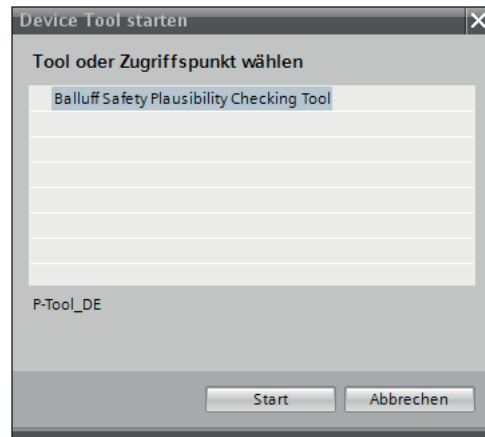 Device Tool starten
Tool oder Zugriffspunkt wählen
Balluff Safety Plausibility Checking Tool
P-Tool_DE
Start
Abbrechen